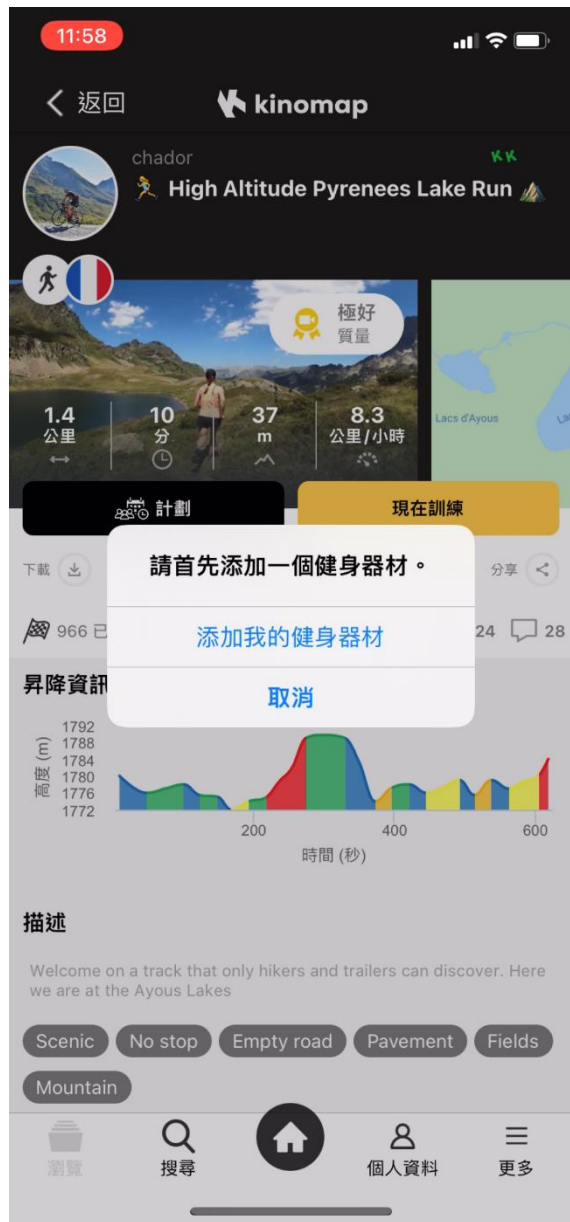 11:58
返回
kinomap
chador
KK
High Altitude Pyrenees Lake Run
極好
質量
1.4
公里
10
分
37
m
8.3
公里/小時
Lacs d'Ayous
計劃
現在訓練
請首先添加一個健身器材。
下載
分享
添加我的健身器材
966 已
24
28
取消
昇降資訊
高度 (m)
1792
1788
1784
1780
1776
1772
200
400
600
時間 (秒)
描述
Welcome on a track that only hikers and trailers can discover. Here
we are at the Ayous Lakes
Scenic
No stop
Empty road
Pavement
Fields
Mountain
瀏覽
搜尋
個人資料
更多